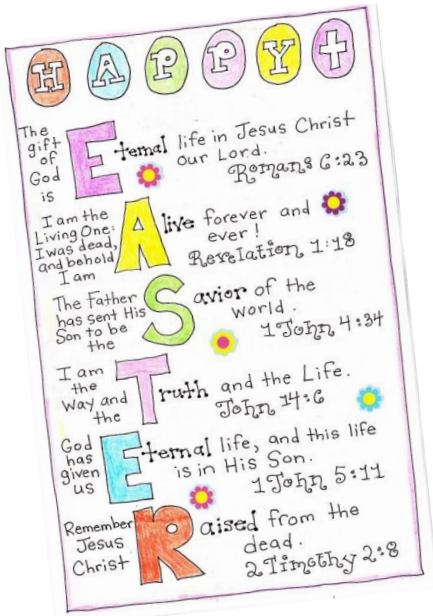 HAPPY
The gift of God is Eternal life in Jesus Christ
our Lord.
Romans 6:23
I am the Living One: I was dead, and behold I am Alive forever and
ever!
Revelation 1:18
The Father has sent His Son to be the Savior of the
world.
1 John 4:34
I am the Way and the Truth and the Life.
John 14:6
God has given us Eternal life, and this life
is in His Son.
1 John 5:11
Remember Jesus Christ Raised from the
dead.
2 Timothy 2:8